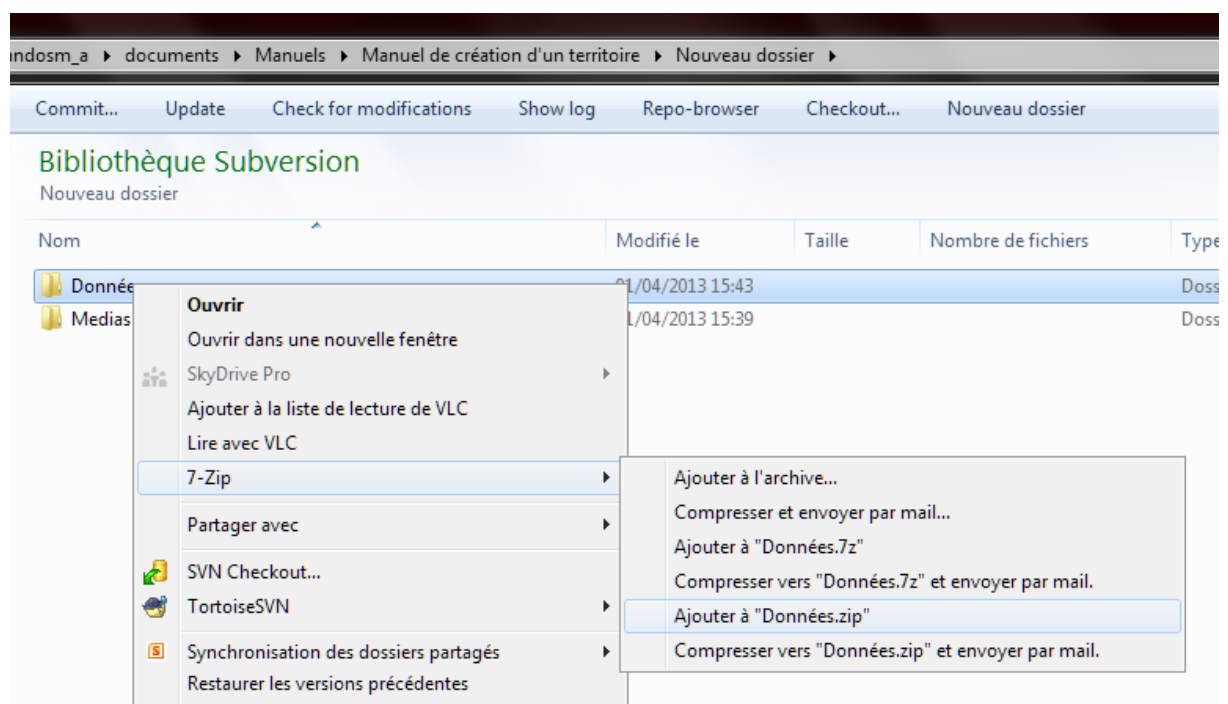 ndosm_a ▸ documents ▸ Manuels ▸ Manuel de création d'un territoire ▸ Nouveau dossier ▸
Commit... Update Check for modifications Show log Repo-browser Checkout... Nouveau dossier
Bibliothèque Subversion
Nouveau dossier
Nom Modifié le Taille Nombre de fichiers Type
Donnée 01/04/2013 15:43 Doss
Medias 1/04/2013 15:39 Doss
Ouvrir
Ouvrir dans une nouvelle fenêtre
SkyDrive Pro
Ajouter à la liste de lecture de VLC
Lire avec VLC
7-Zip
Partager avec
SVN Checkout...
TortoiseSVN
Synchronisation des dossiers partagés
Restaurer les versions précédentes
Ajouter à l'archive...
Compresser et envoyer par mail...
Ajouter à "Données.7z"
Compresser vers "Données.7z" et envoyer par mail.
Ajouter à "Données.zip"
Compresser vers "Données.zip" et envoyer par mail.